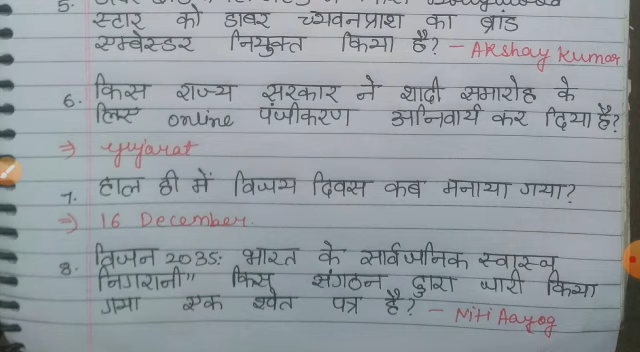 5.
स्टार को डाबर च्यवनप्राश का ब्रांड
एम्बेस्डर नियुक्त किया है? - Akshay Kumar
6. किस राज्य सरकार ने शादी समारोह के
लिए online पंजीकरण अनिवार्य कर दिया है?
⇒ Gujarat
7. हाल ही में विजय दिवस कब मनाया गया?
⇒ 16 December.
8. विजन 2035: भारत के सार्वजनिक स्वास्थ्य
निगरानी" किस संगठन द्वारा जारी किया
गया एक श्वेत पत्र है? - Niti Aayog